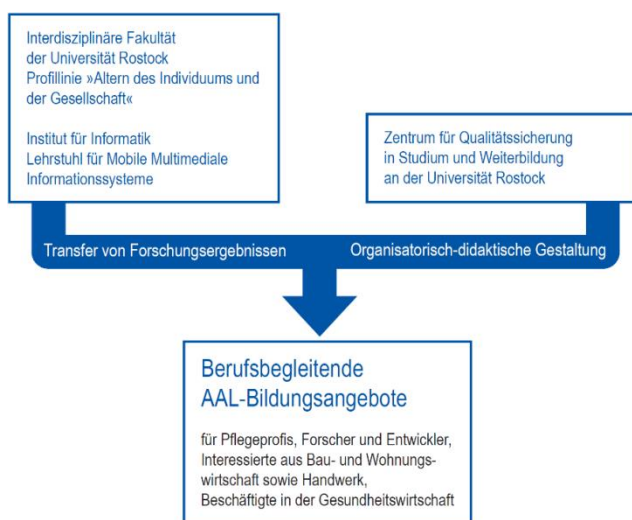 Interdisziplinäre Fakultät
der Universität Rostock
Profillinie »Altern des Individuums und
der Gesellschaft«
Institut für Informatik
Lehrstuhl für Mobile Multimediale
Informationssysteme
Zentrum für Qualitätssicherung
in Studium und Weiterbildung
an der Universität Rostock
Transfer von Forschungsergebnissen
Organisatorisch-didaktische Gestaltung
Berufsbegleitende
AAL-Bildungsangebote
für Pflegeprofis, Forscher und Entwickler,
Interessierte aus Bau- und Wohnungs-
wirtschaft sowie Handwerk,
Beschäftigte in der Gesundheitswirtschaft